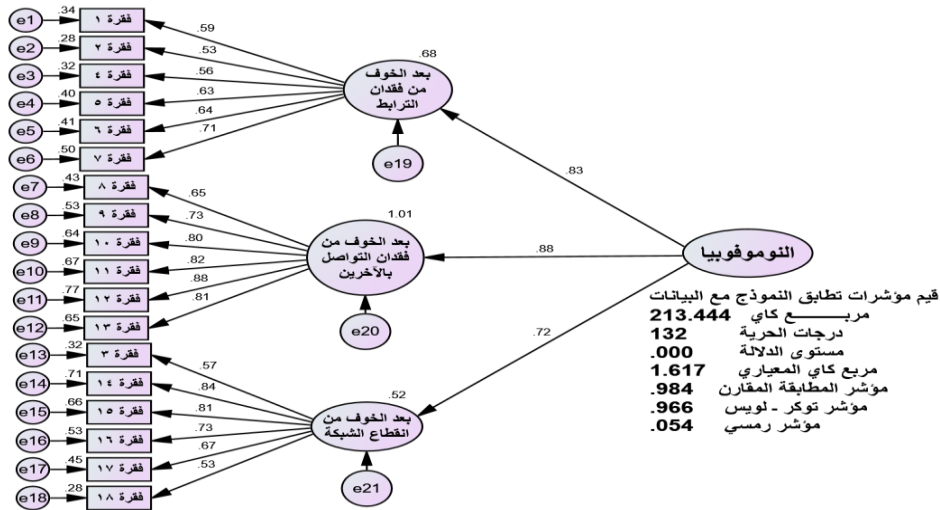 e1 .34 فقرة ١ .59
e2 .28 فقرة ٢ .53
e3 .32 فقرة ٤ .56
e4 .40 فقرة ٥ .63
e5 .41 فقرة ٦ .64
e6 .50 فقرة ٧ .71
.68
بعد الخوف
من فقدان
الترابط
e19
.83
e7 .43 فقرة ٨ .65
e8 .53 فقرة ٩ .73
e9 .64 فقرة ١٠ .80
e10 .67 فقرة ١١ .82
e11 .77 فقرة ١٢ .88
e12 .65 فقرة ١٣ .81
1.01
بعد الخوف من
فقدان التواصل
بالآخرين
e20
.88
e13 .32 فقرة ٣ .57
e14 .71 فقرة ١٤ .84
e15 .66 فقرة ١٥ .81
e16 .53 فقرة ١٦ .73
e17 .45 فقرة ١٧ .67
e18 .28 فقرة ١٨ .53
.52
بعد الخوف من
انقطاع الشبكة
e21
.72
النوموفوبيا
قيم مؤشرات تطابق النموذج مع البيانات
مربـــــــع كاي 213.444
درجات الحرية 132
مستوى الدلالة .000
مربع كاي المعياري 1.617
مؤشر المطابقة المقارن .984
مؤشر توكر - لويس .966
مؤشر رمسي .054